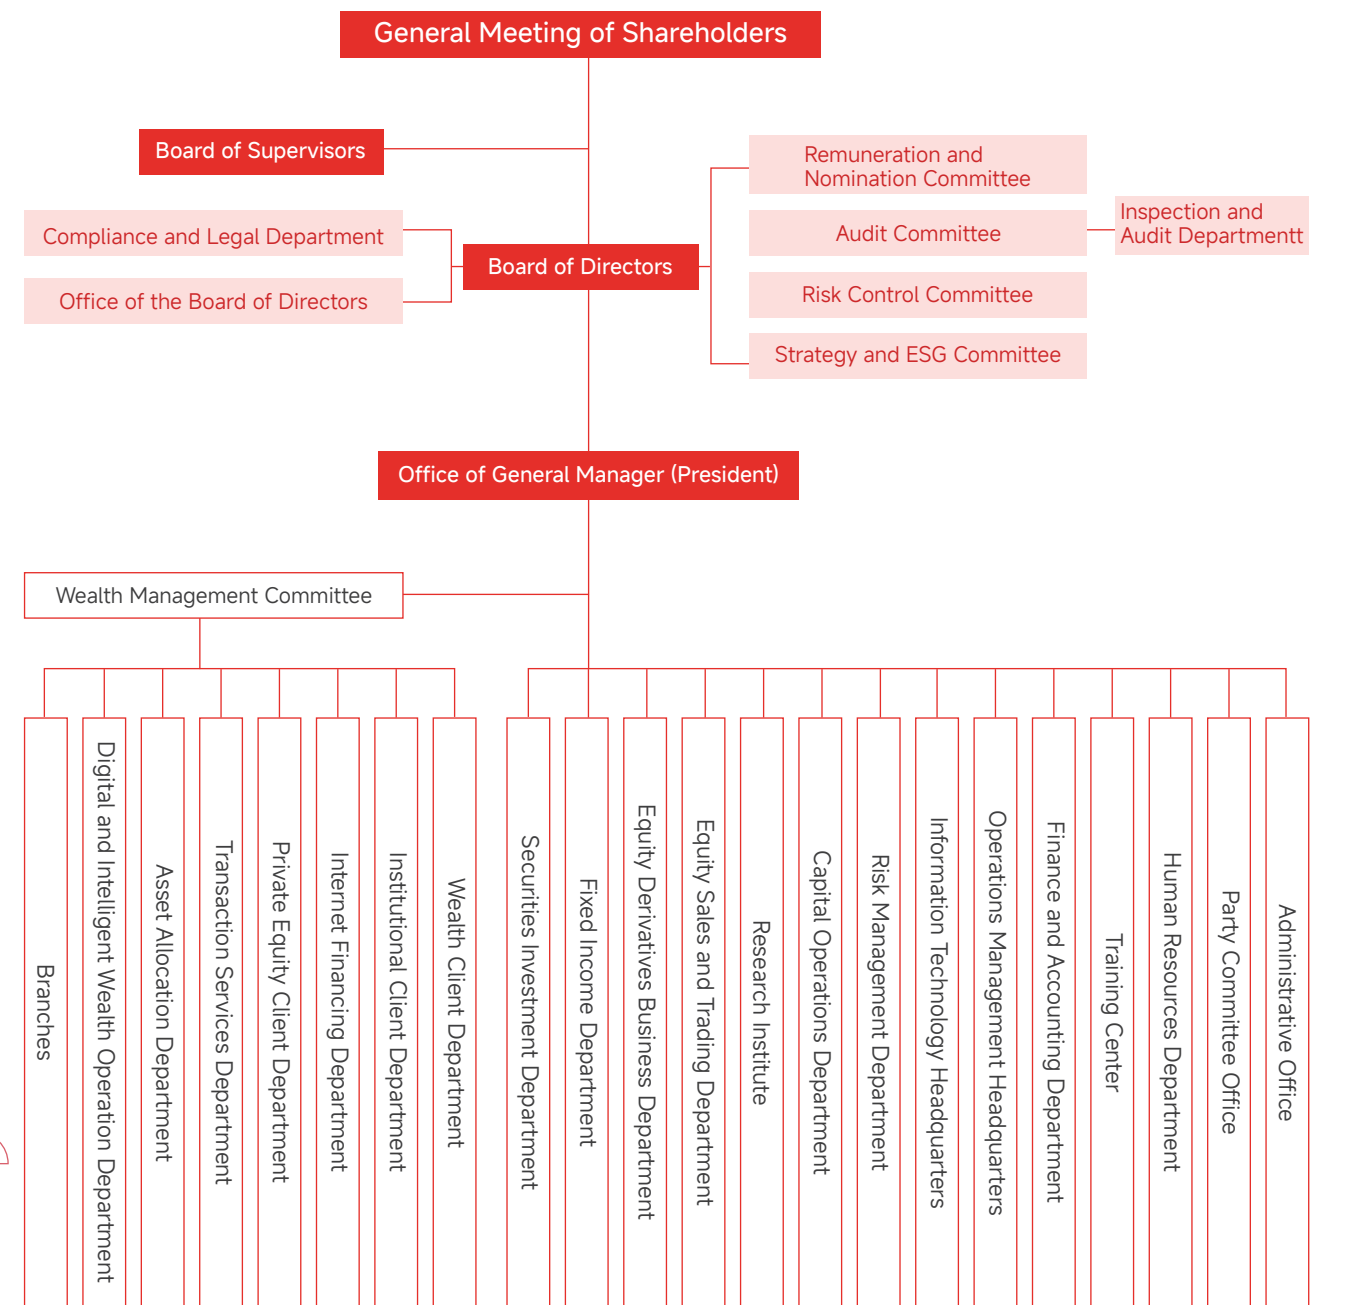 General Meeting of Shareholders
Board of Supervisors
Remuneration and
Nomination Committee
Compliance and Legal Department
Audit Committee
Inspection and
Audit Departmentt
Board of Directors
Office of the Board of Directors
Risk Control Committee
Strategy and ESG Committee
Office of General Manager (President)
Wealth Management Committee
Branches
Digital and Intelligent Wealth Operation Department
Asset Allocation Department
Transaction Services Department
Private Equity Client Department
Internet Financing Department
Institutional Client Department
Wealth Client Department
Securities Investment Department
Fixed Income Department
Equity Derivatives Business Department
Equity Sales and Trading Department
Research Institute
Capital Operations Department
Risk Management Department
Information Technology Headquarters
Operations Management Headquarters
Finance and Accounting Department
Training Center
Human Resources Department
Party Committee Office
Administrative Office